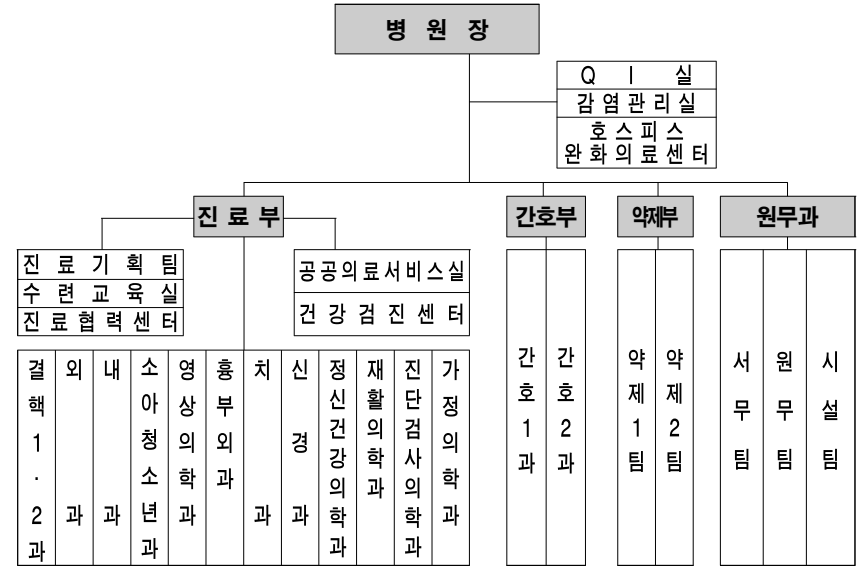 병 원 장
Q I 실
감염관리실
호스피스
완화의료센터
진 료 부
간호부
약제부
원무과
진 료 기 획 팀
수 련 교 육 실
진료협력센터
공공의료서비스실
건 강 검 진 센 터
결핵1·2과
외과
내과
소아청소년과
영상의학과
흉부외과
치과
신경과
정신건강의학과
재활의학과
진단검사의학과
가정의학과
간호1과
간호2과
약제1팀
약제2팀
서무팀
원무팀
시설팀